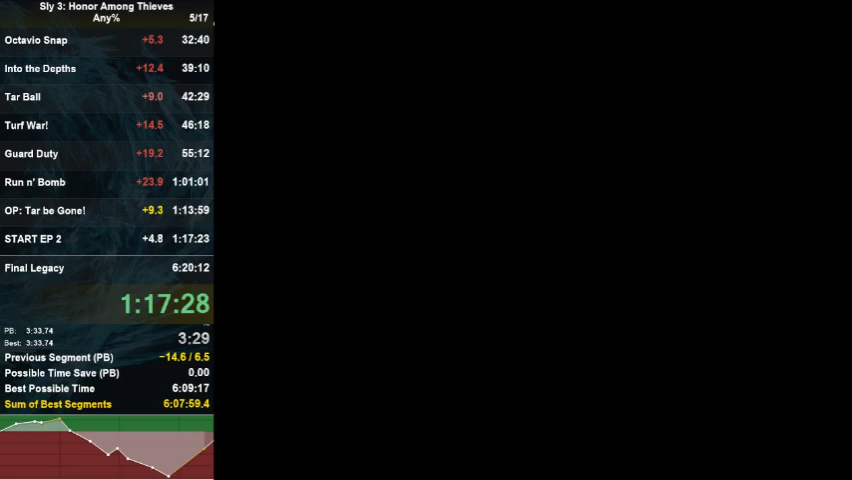 Sly 3: Honor Among Thieves
Any% 5/17
Octavio Snap +5.3 32:40
Into the Depths +12.4 39:10
Tar Ball +9.0 42:29
Turf War! +14.5 46:18
Guard Duty +19.2 55:12
Run n' Bomb +23.9 1:01:01
OP: Tar be Gone! +9.3 1:13:59
START EP 2 +4.8 1:17:23
Final Legacy 6:20:12
1:17:28
PB: 3:33.74
Best: 3:33.74
3:29
Previous Segment (PB) −14.6 / 6.5
Possible Time Save (PB) 0.00
Best Possible Time 6:09:17
Sum of Best Segments 6:07:59.4